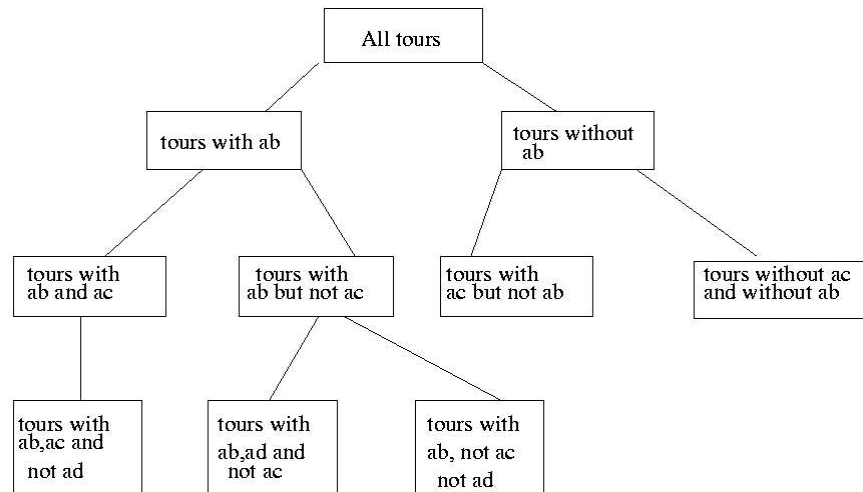 All tours
tours with ab
tours without
ab
tours with
ab and ac
tours with
ab but not ac
tours with
ac but not ab
tours without ac
and without ab
tours with
ab,ac and
not ad
tours with
ab,ad and
not ac
tours with
ab, not ac
not ad